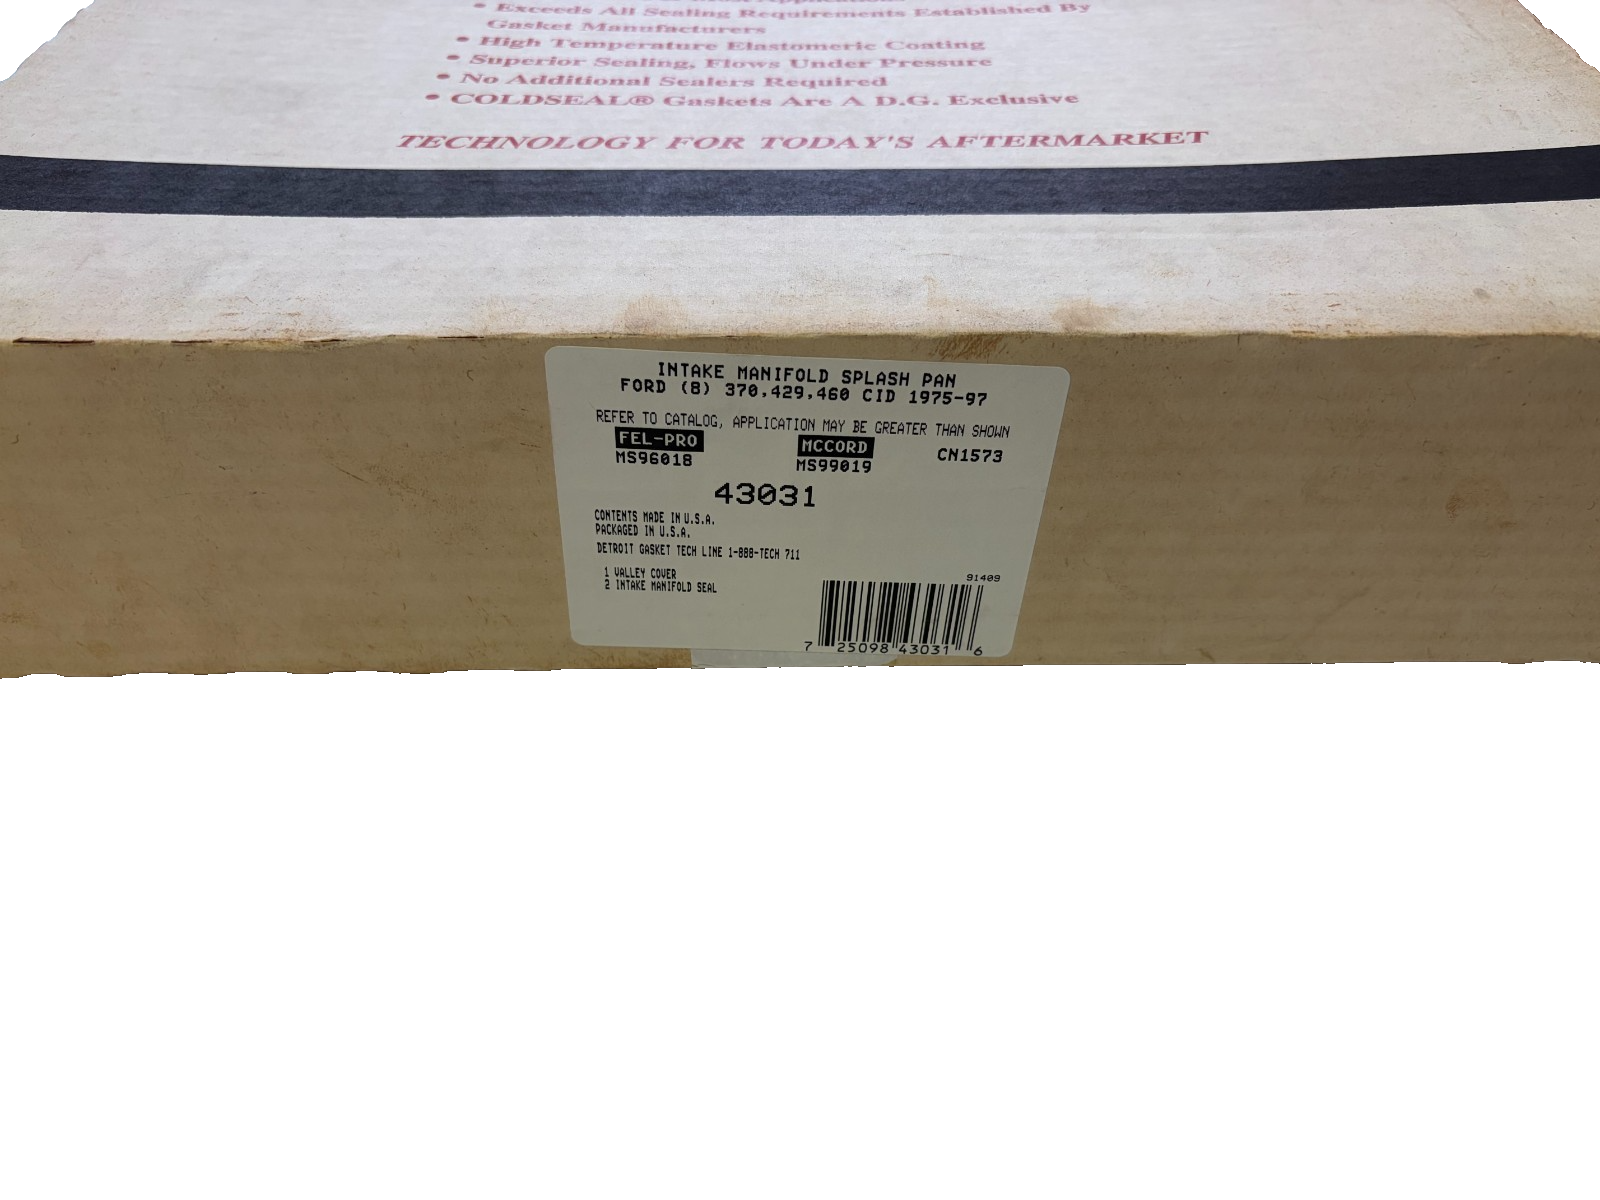 • Exceeds All Sealing Requirements Established By
Gasket Manufacturers
• High Temperature Elastomeric Coating
• Superior Sealing, Flows Under Pressure
• No Additional Sealers Required
• COLDSEAL® Gaskets Are A D.G. Exclusive
TECHNOLOGY FOR TODAY'S AFTERMARKET
INTAKE MANIFOLD SPLASH PAN
FORD (8) 370,429,460 CID 1975-97
REFER TO CATALOG, APPLICATION MAY BE GREATER THAN SHOWN
FEL-PRO MCCORD
MS96018 MS99019 CN1573
43031
CONTENTS MADE IN U.S.A.
PACKAGED IN U.S.A.
DETROIT GASKET TECH LINE 1-888-TECH 711
1 VALLEY COVER
2 INTAKE MANIFOLD SEAL
91409
7 25098 43031 6